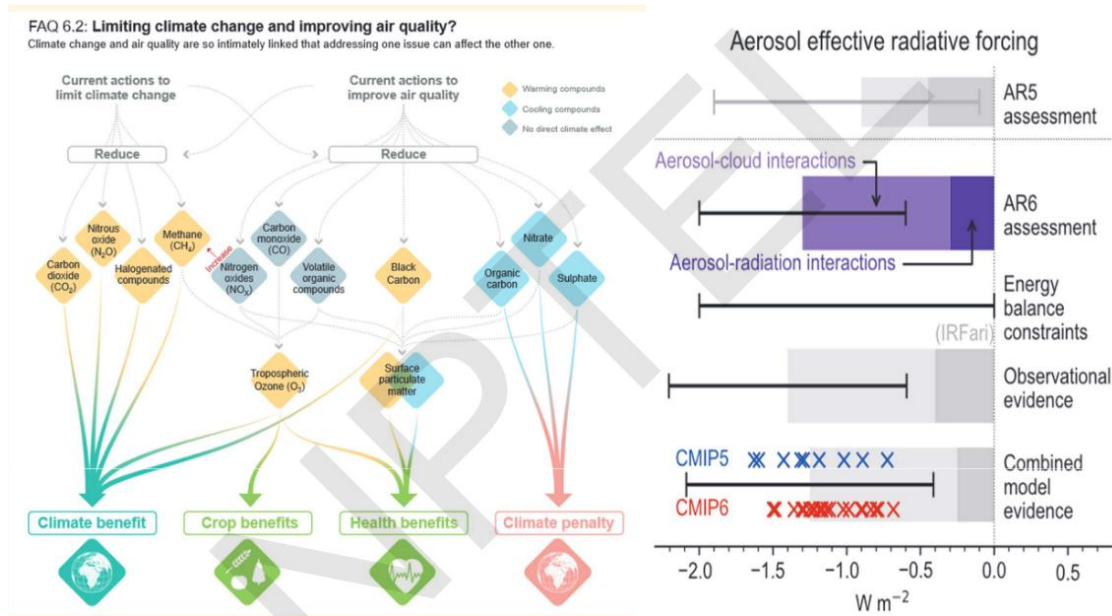 FAQ 6.2: Limiting climate change and improving air quality?
Climate change and air quality are so intimately linked that addressing one issue can affect the other one.
Current actions to
limit climate change
Current actions to
improve air quality
Warming compounds
Cooling compounds
No direct climate effect
Reduce
Reduce
Carbon
dioxide
(CO₂)
Nitrous
oxide
(N₂O)
Halogenated
compounds
Methane
(CH₄)
Increase
Nitrogen
oxides
(NOₓ)
Carbon
monoxide
(CO)
Volatile
organic
compounds
Black
Carbon
Organic
carbon
Nitrate
Sulphate
Tropospheric
Ozone (O₃)
Surface
particulate
matter
Climate benefit
Crop benefits
Health benefits
Climate penalty
Aerosol effective radiative forcing
AR5
assessment
Aerosol-cloud interactions
AR6
assessment
Aerosol-radiation interactions
Energy
balance
constraints
(IRFari)
Observational
evidence
CMIP5
Combined
model
evidence
CMIP6
−2.0 −1.5 −1.0 −0.5 0.0 0.5
W m⁻²
NPTEL